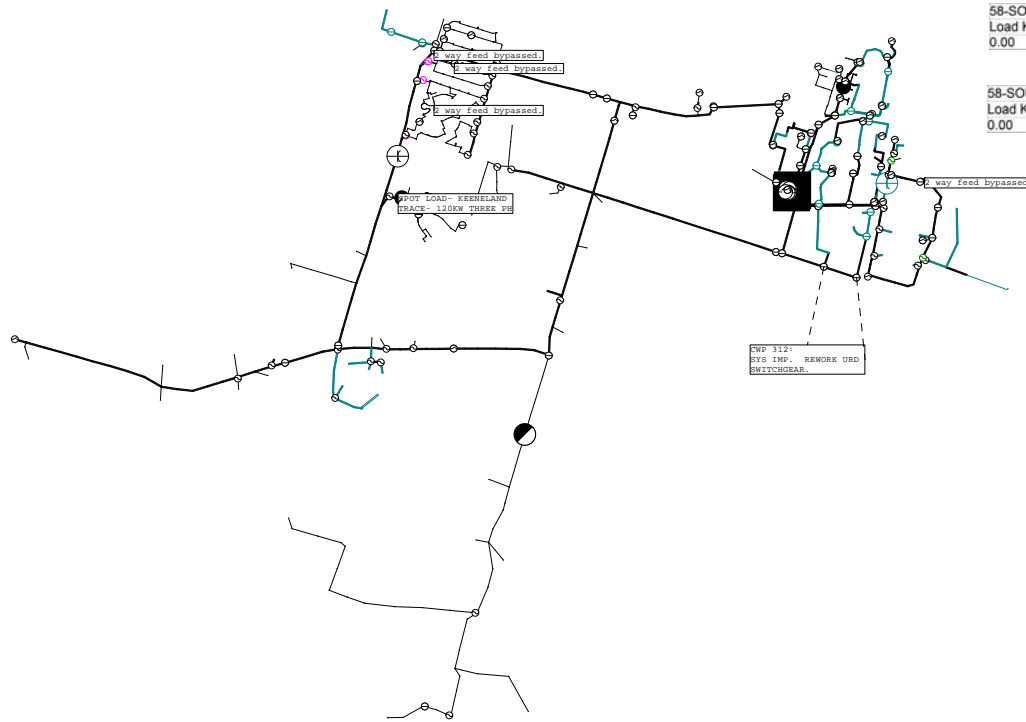 58-SO
Load K
0.00
2 way feed bypassed.
2 way feed bypassed.
58-SOU
Load K
0.00
2 way feed bypassed.
2 way feed bypassed
SPOT LOAD- KEENELAND
TRACE- 120KW THREE PH
CWP 312:
SYS IMP. REWORK URD
SWITCHGEAR.